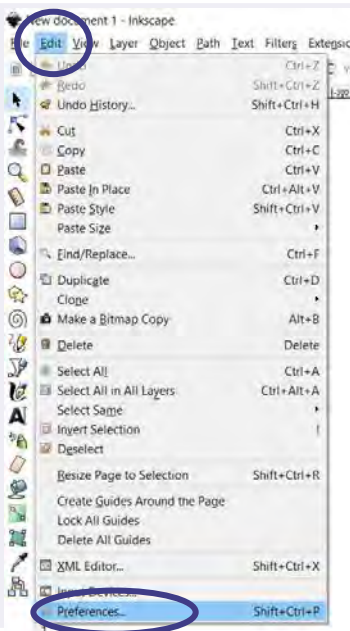 New document 1 - Inkscape
File Edit View Layer Object Path Text Filters Extensio
Undo Ctrl+Z
Redo Shift+Ctrl+Z
Undo History... Shift+Ctrl+H
Cut Ctrl+X
Copy Ctrl+C
Paste Ctrl+V
Paste In Place Ctrl+Alt+V
Paste Style Shift+Ctrl+V
Paste Size
Find/Replace... Ctrl+F
Duplicate Ctrl+D
Clone
Make a Bitmap Copy Alt+B
Delete Delete
Select All Ctrl+A
Select All in All Layers Ctrl+Alt+A
Select Same
Invert Selection !
Deselect
Resize Page to Selection Shift+Ctrl+R
Create Guides Around the Page
Lock All Guides
Delete All Guides
XML Editor... Shift+Ctrl+X
Input Devices...
Preferences... Shift+Ctrl+P